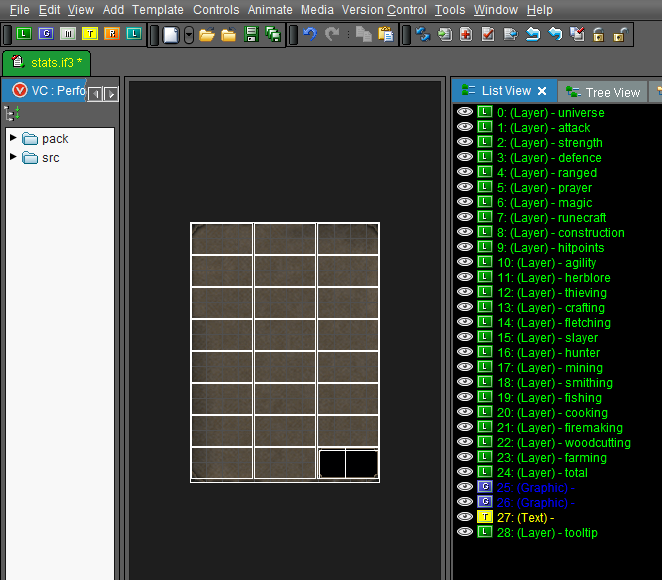 File Edit View Add Template Controls Animate Media Version Control Tools Window Help
L L T R L
stats.if3 *
VC : Perfo
List View Tree View
pack
src
0: (Layer) - universe
1: (Layer) - attack
2: (Layer) - strength
3: (Layer) - defence
4: (Layer) - ranged
5: (Layer) - prayer
6: (Layer) - magic
7: (Layer) - runecraft
8: (Layer) - construction
9: (Layer) - hitpoints
10: (Layer) - agility
11: (Layer) - herblore
12: (Layer) - thieving
13: (Layer) - crafting
14: (Layer) - fletching
15: (Layer) - slayer
16: (Layer) - hunter
17: (Layer) - mining
18: (Layer) - smithing
19: (Layer) - fishing
20: (Layer) - cooking
21: (Layer) - firemaking
22: (Layer) - woodcutting
23: (Layer) - farming
24: (Layer) - total
25: (Graphic) -
26: (Graphic) -
27: (Text) -
28: (Layer) - tooltip